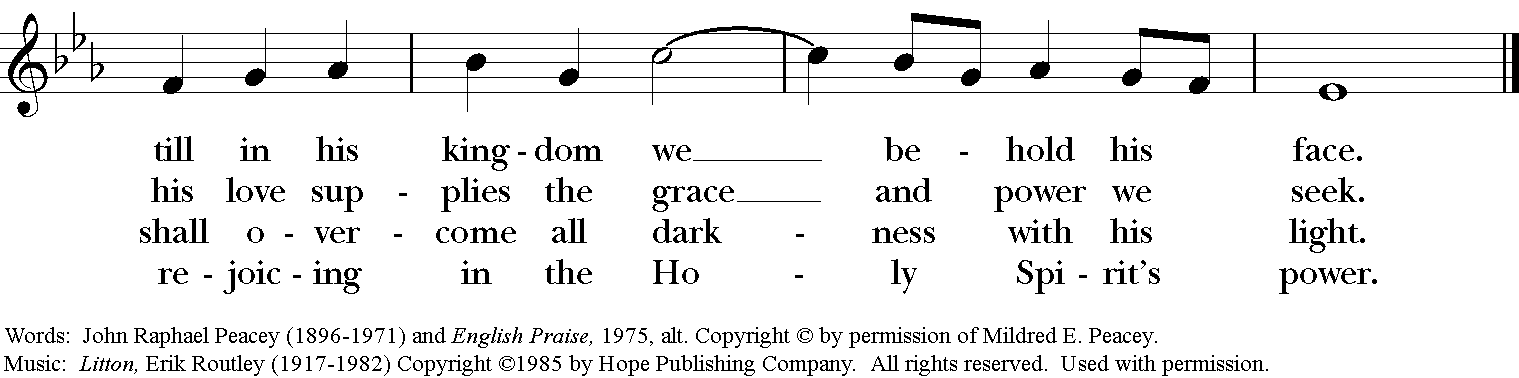 till in his king - dom we be - hold his face.
his love sup - plies the grace and power we seek.
shall o - ver - come all dark - ness with his light.
re - joic - ing in the Ho - ly Spi - rit's power.
Words: John Raphael Peacey (1896-1971) and English Praise, 1975, alt. Copyright © by permission of Mildred E. Peacey.
Music: Litton, Erik Routley (1917-1982) Copyright ©1985 by Hope Publishing Company. All rights reserved. Used with permission.